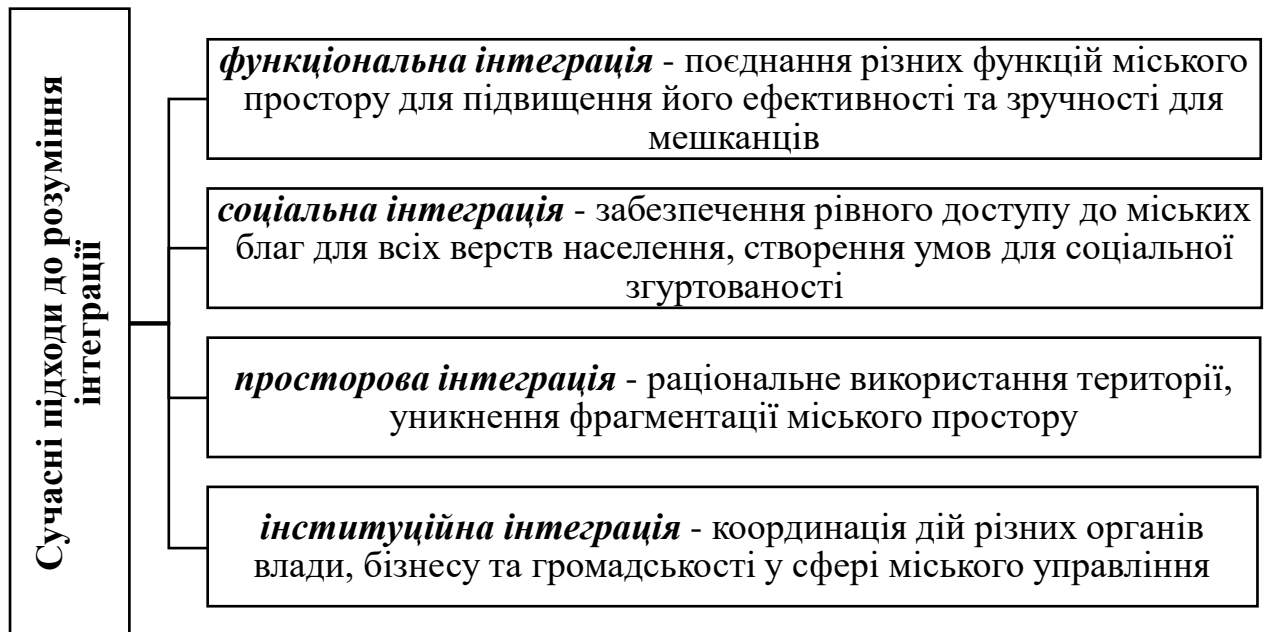 Сучасні підходи до розуміння
інтеграції
функціональна інтеграція - поєднання різних функцій міського
простору для підвищення його ефективності та зручності для
мешканців
соціальна інтеграція - забезпечення рівного доступу до міських
благ для всіх верств населення, створення умов для соціальної
згуртованості
просторова інтеграція - раціональне використання території,
уникнення фрагментації міського простору
інституційна інтеграція - координація дій різних органів
влади, бізнесу та громадськості у сфері міського управління